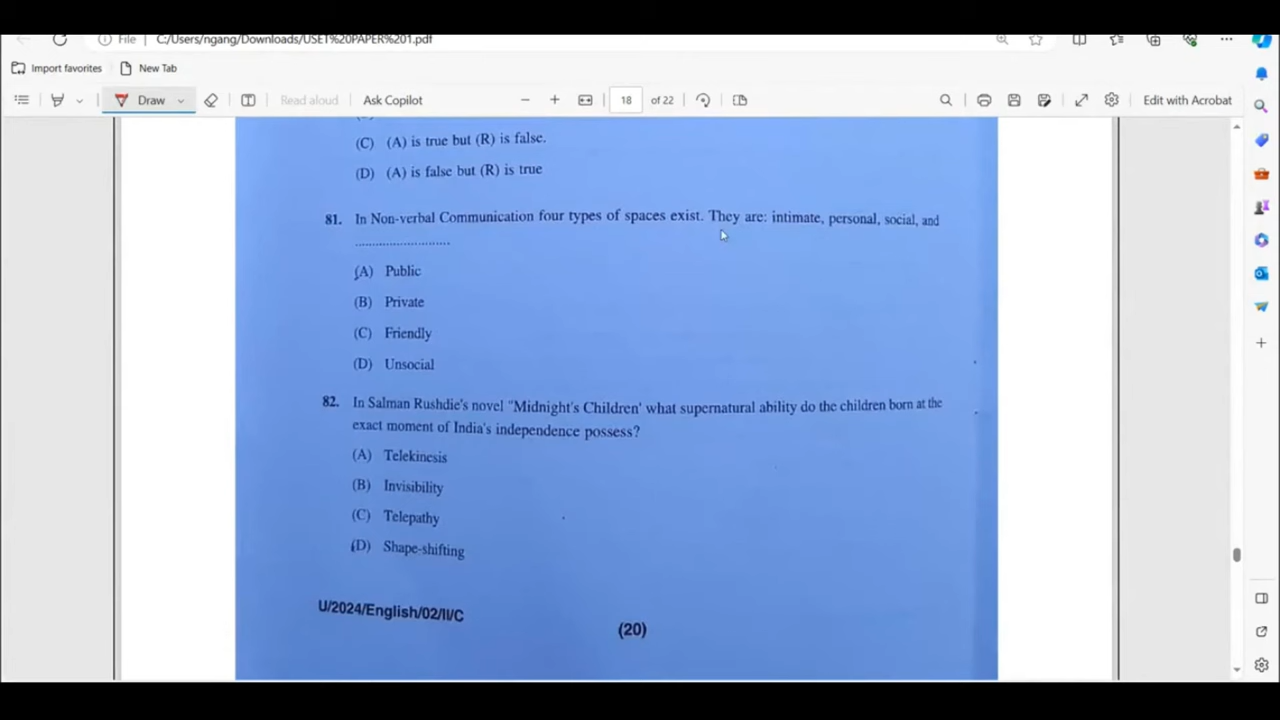 File C:/Users/ngang/Downloads/USET%20PAPER%201.pdf
Import favorites New Tab
Draw Read aloud Ask Copilot 18 of 22 Edit with Acrobat
(C) (A) is true but (R) is false.
(D) (A) is false but (R) is true
81. In Non-verbal Communication four types of spaces exist. They are: intimate, personal, social, and
..........................
(A) Public
(B) Private
(C) Friendly
(D) Unsocial
82. In Salman Rushdie's novel "Midnight's Children' what supernatural ability do the children born at the
exact moment of India's independence possess?
(A) Telekinesis
(B) Invisibility
(C) Telepathy
(D) Shape-shifting
U/2024/English/02/II/C
(20)